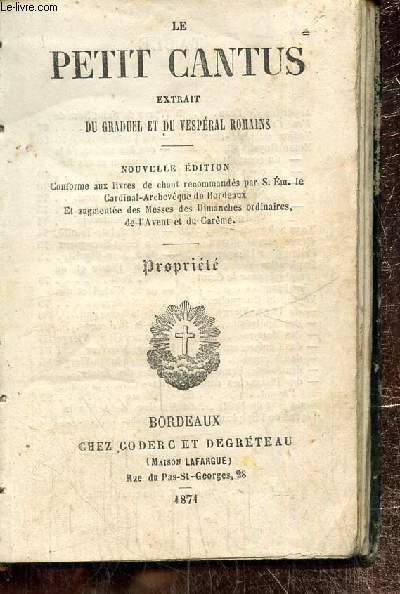 Le-livre.com
LE
PETIT CANTUS
EXTRAIT
DU GRADUEL ET DU VESPÉRAL ROMAINS
NOUVELLE ÉDITION
Conforme aux livres de chant recommandés par S. Ém. le
Cardinal-Archevêque de Bordeaux
Et augmentée des Messes des Dimanches ordinaires,
de l'Avent et du Carême.
Propriété
BORDEAUX
CHEZ CODERC ET DEGRÉTEAU
(MAISON LAFARGUE)
Rue du Pas-St-Georges, 28
1871